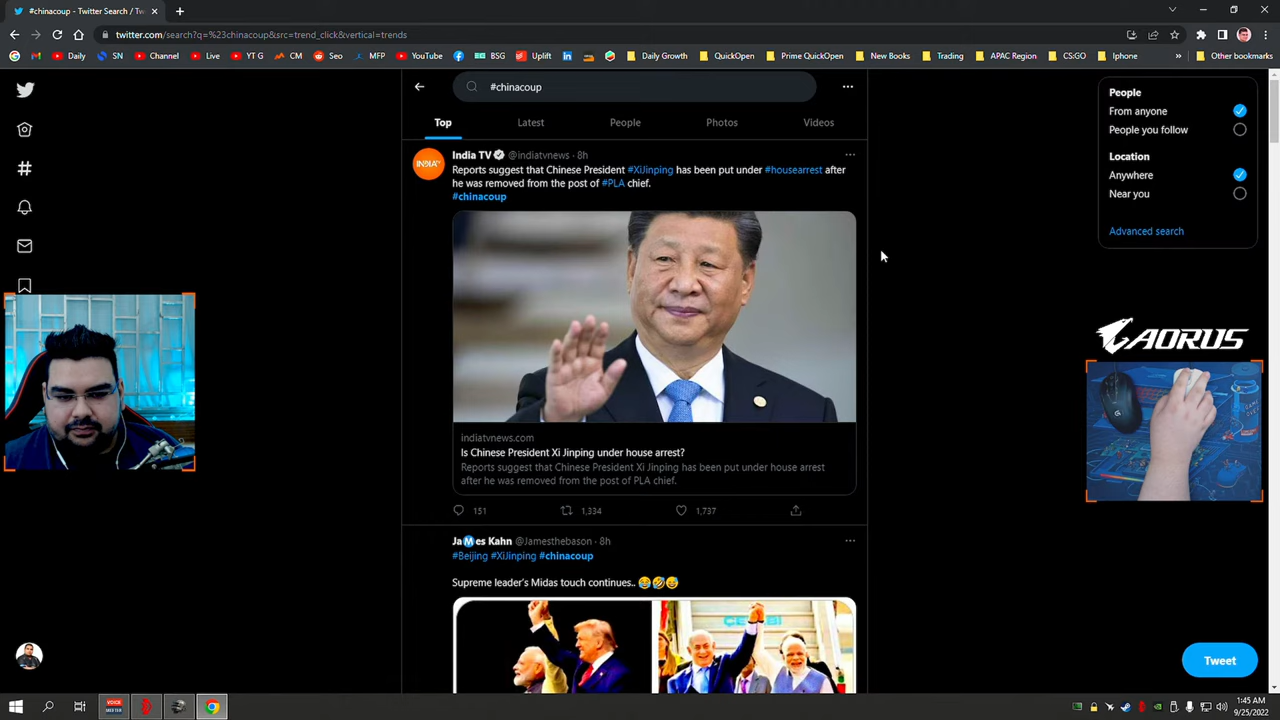 #chinacoup - Twitter Search / Tw
twitter.com/search?q=%23chinacoup&src=trend_click&vertical=trends
Daily
SN
Channel
Live
YT G
CM
Seo
MFP
YouTube
BSG
Uplift
Daily Growth
QuickOpen
Prime QuickOpen
New Books
Trading
APAC Region
CS:GO
Iphone
Other bookmarks
#chinacoup
Top
Latest
People
Photos
Videos
INDIA TV
India TV @indiatvnews · 8h
Reports suggest that Chinese President #XiJinping has been put under #housearrest after
he was removed from the post of #PLA chief.
#chinacoup
indiatvnews.com
Is Chinese President Xi Jinping under house arrest?
Reports suggest that Chinese President Xi Jinping has been put under house arrest
after he was removed from the post of PLA chief.
151
1,334
1,737
JaMes Kahn @Jamesthebason · 8h
#Beijing #XiJinping #chinacoup
Supreme leader's Midas touch continues..
People
From anyone
People you follow
Location
Anywhere
Near you
Advanced search
AORUS
Tweet
VOICE
MEETER
1:45 AM
9/25/2022